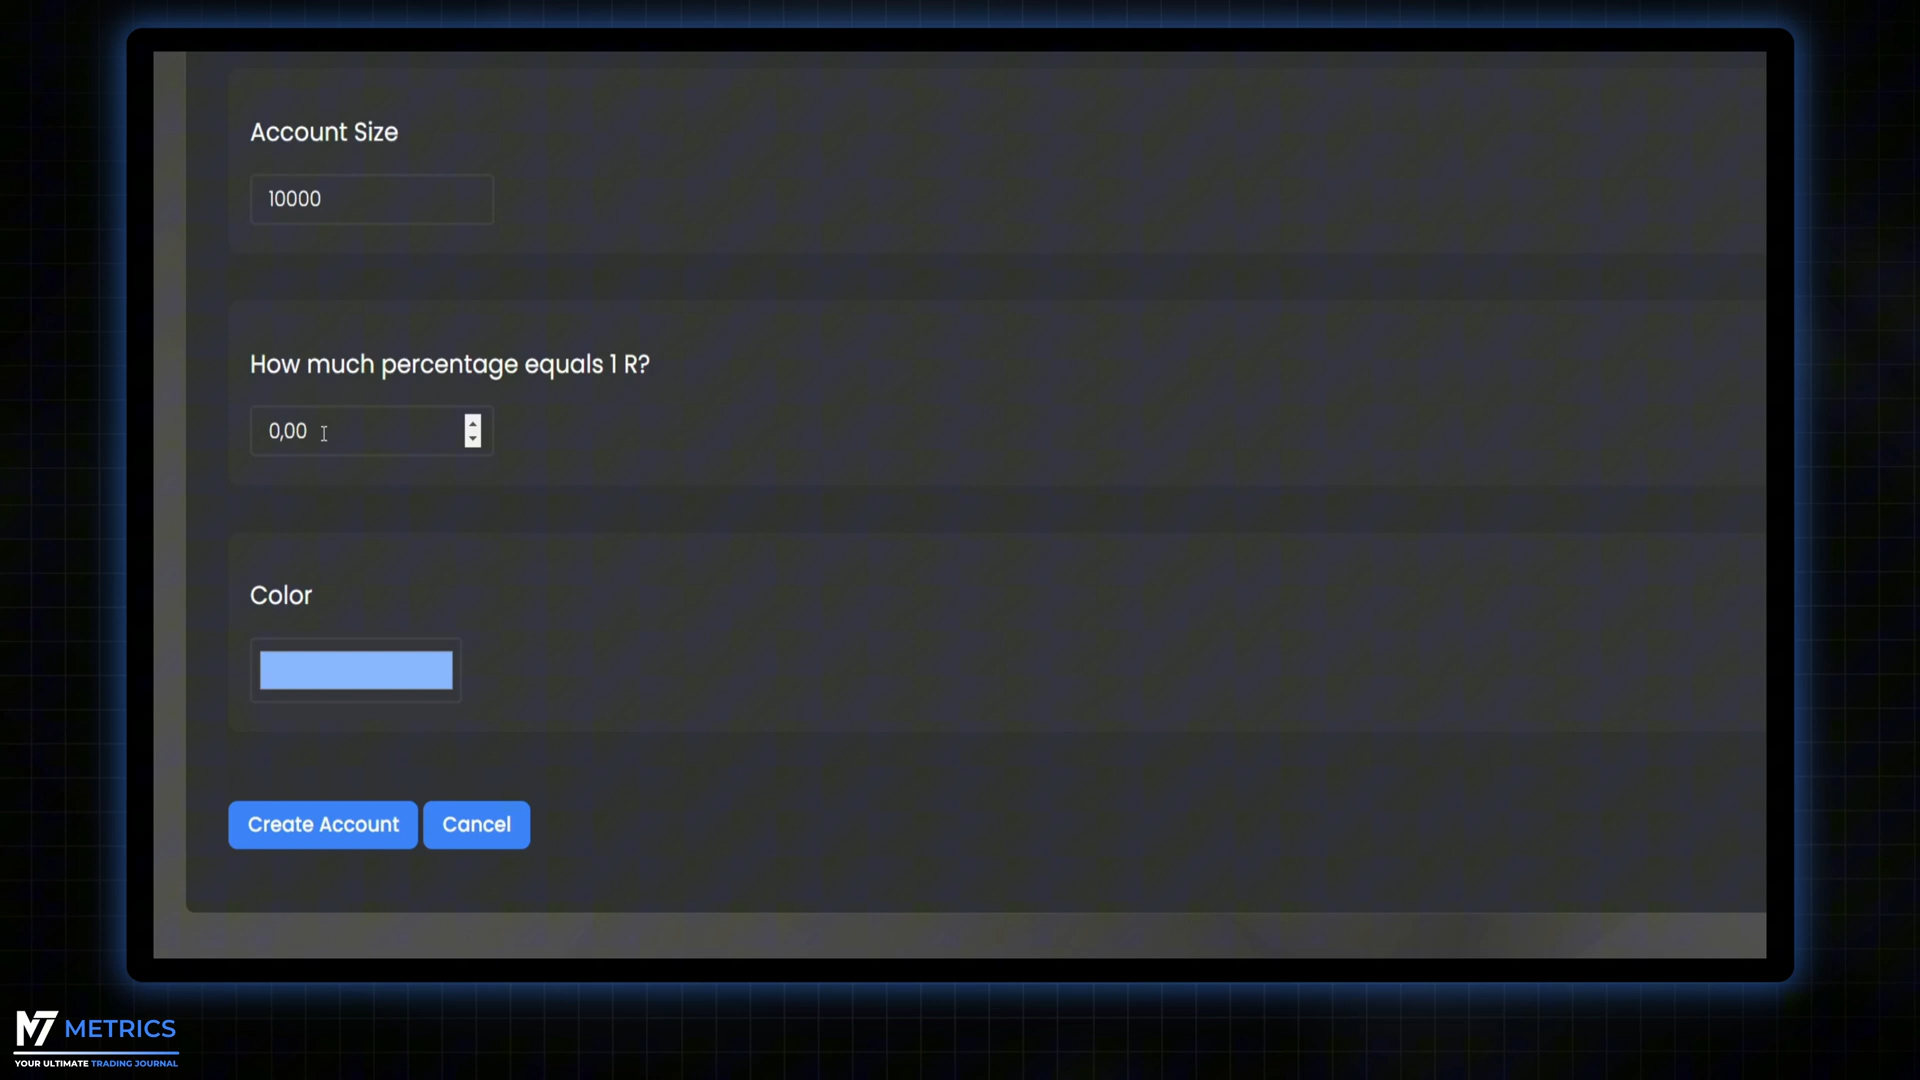 Account Size
10000
How much percentage equals 1 R?
0,00
Color
Create Account
Cancel
METRICS
YOUR ULTIMATE TRADING JOURNAL